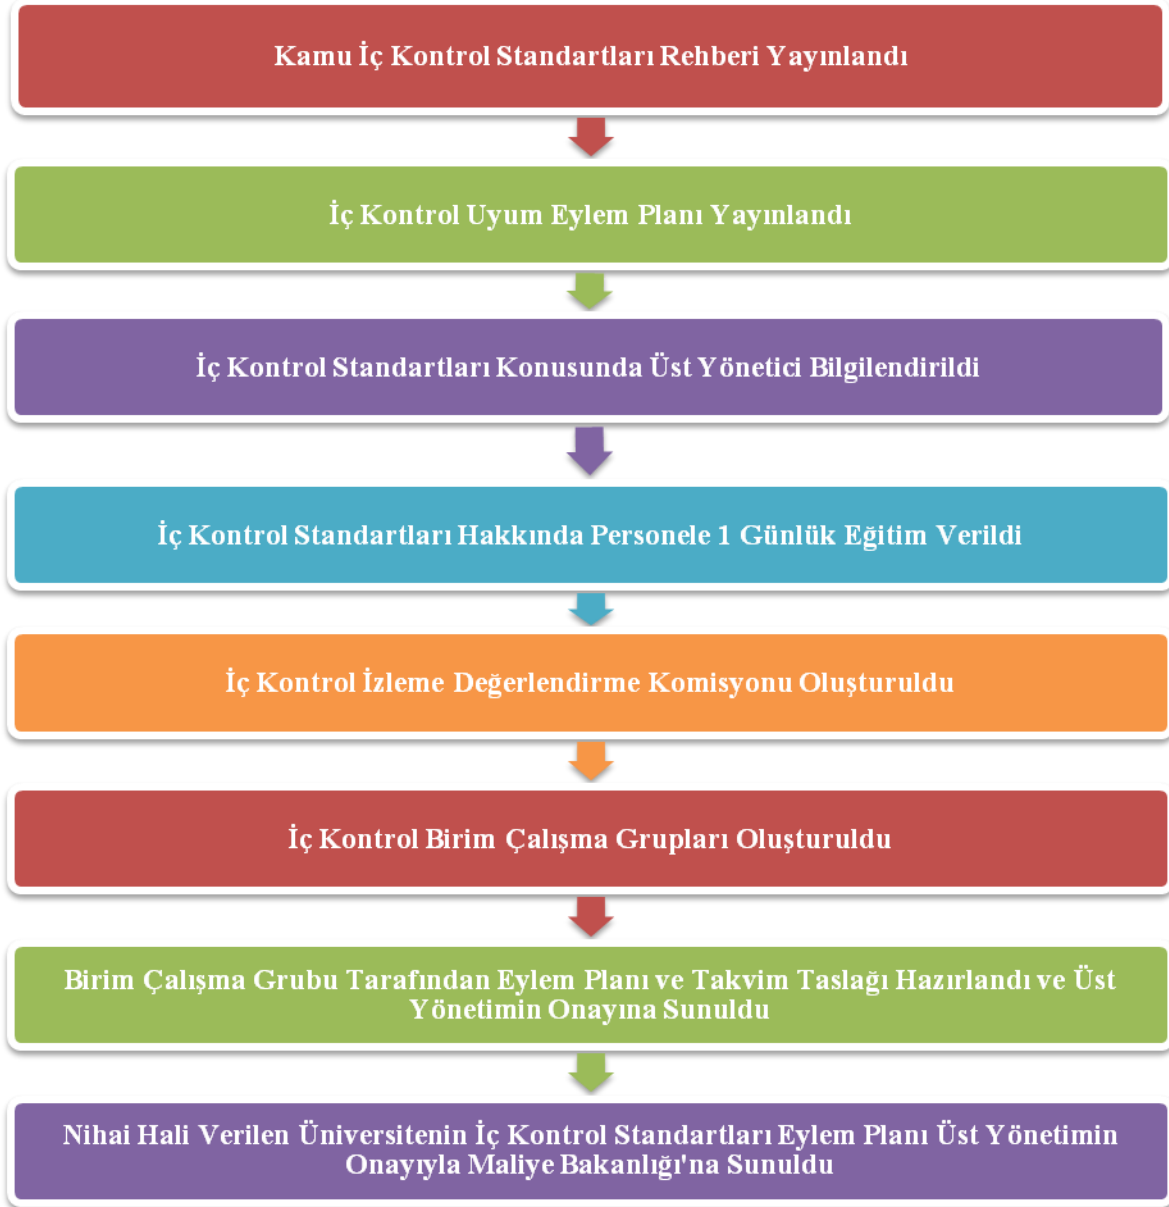 Kamu İç Kontrol Standartları Rehberi Yayınlandı
İç Kontrol Uyum Eylem Planı Yayınlandı
İç Kontrol Standartları Konusunda Üst Yönetici Bilgilendirildi
İç Kontrol Standartları Hakkında Personele 1 Günlük Eğitim Verildi
İç Kontrol İzleme Değerlendirme Komisyonu Oluşturuldu
İç Kontrol Birim Çalışma Grupları Oluşturuldu
Birim Çalışma Grubu Tarafından Eylem Planı ve Takvim Taslağı Hazırlandı ve Üst
Yönetimin Onayına Sunuldu
Nihai Hali Verilen Üniversitenin İç Kontrol Standartları Eylem Planı Üst Yönetimin
Onayıyla Maliye Bakanlığı'na Sunuldu